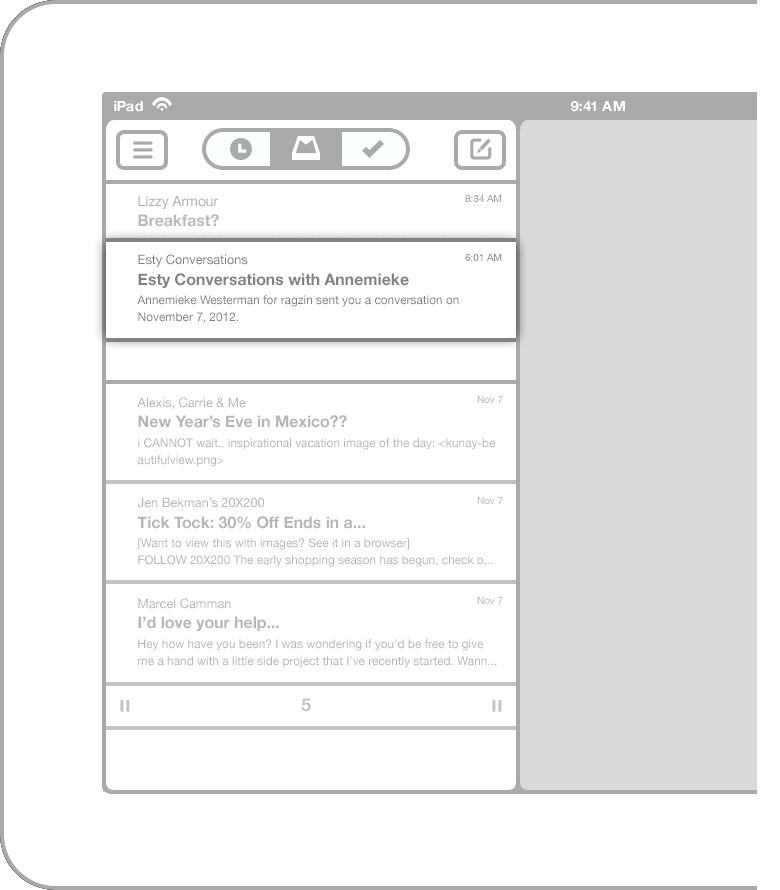 iPad 9:41 AM
Lizzy Armour 8:34 AM
Breakfast?
Esty Conversations 6:01 AM
Esty Conversations with Annemieke
Annemieke Westerman for ragzin sent you a conversation on
November 7, 2012.
Alexis, Carrie & Me Nov 7
New Year's Eve in Mexico??
i CANNOT wait.. inspirational vacation image of the day: <kunay-be
autifulview.png>
Jen Bekman's 20X200 Nov 7
Tick Tock: 30% Off Ends in a...
[Want to view this with images? See it in a browser]
FOLLOW 20X200 The early shopping season has begun, check o...
Marcel Camman Nov 7
I'd love your help...
Hey how have you been? I was wondering if you'd be free to give
me a hand with a little side project that I've recently started. Wann...
5